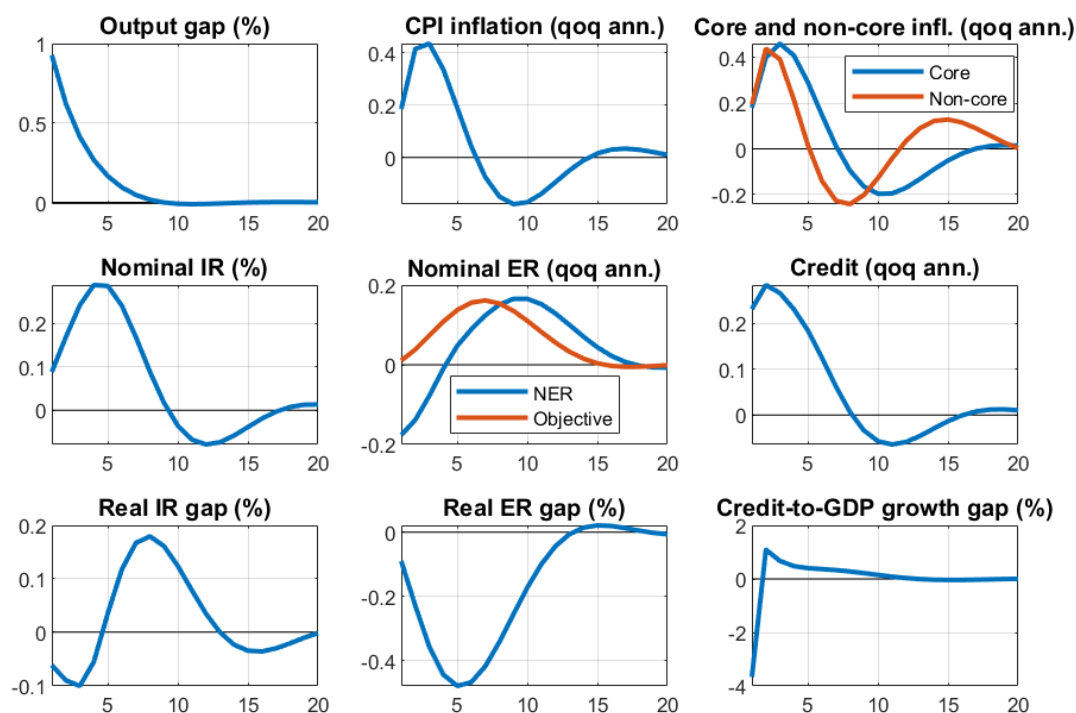 Output gap (%)
1
0.5
0
5 10 15 20
CPI inflation (qoq ann.)
0.4
0.2
0
5 10 15 20
Core and non-core infl. (qoq ann.)
0.4
0.2
0
-0.2
Core
Non-core
5 10 15 20
Nominal IR (%)
0.2
0.1
0
5 10 15 20
Nominal ER (qoq ann.)
0.2
0
-0.2
NER
Objective
5 10 15 20
Credit (qoq ann.)
0.2
0.1
0
5 10 15 20
Real IR gap (%)
0.2
0.1
0
-0.1
5 10 15 20
Real ER gap (%)
0
-0.2
-0.4
5 10 15 20
Credit-to-GDP growth gap (%)
2
0
-2
-4
5 10 15 20